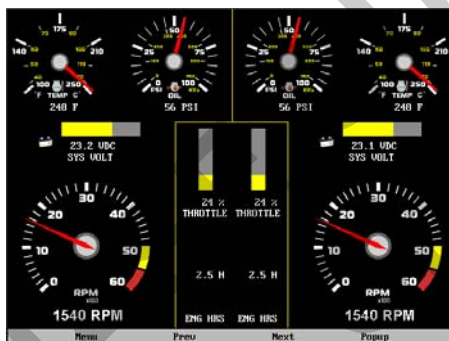 175
140 210
100 250
F TEMP C
248 F
50
25 75
0 100
PSI OIL
56 PSI
50
25 75
0 100
PSI OIL
56 PSI
175
140 210
100 250
F TEMP C
248 F
23.2 VDC
SYS VOLT
23.1 VDC
SYS VOLT
24 % 24 %
THROTTLE THROTTLE
2.5 H 2.5 H
ENG HRS ENG HRS
30
20 40
10 50
0 60
RPM
x100
1540 RPM
30
20 40
10 50
0 60
RPM
x100
1540 RPM
Menu Prev Next Popup